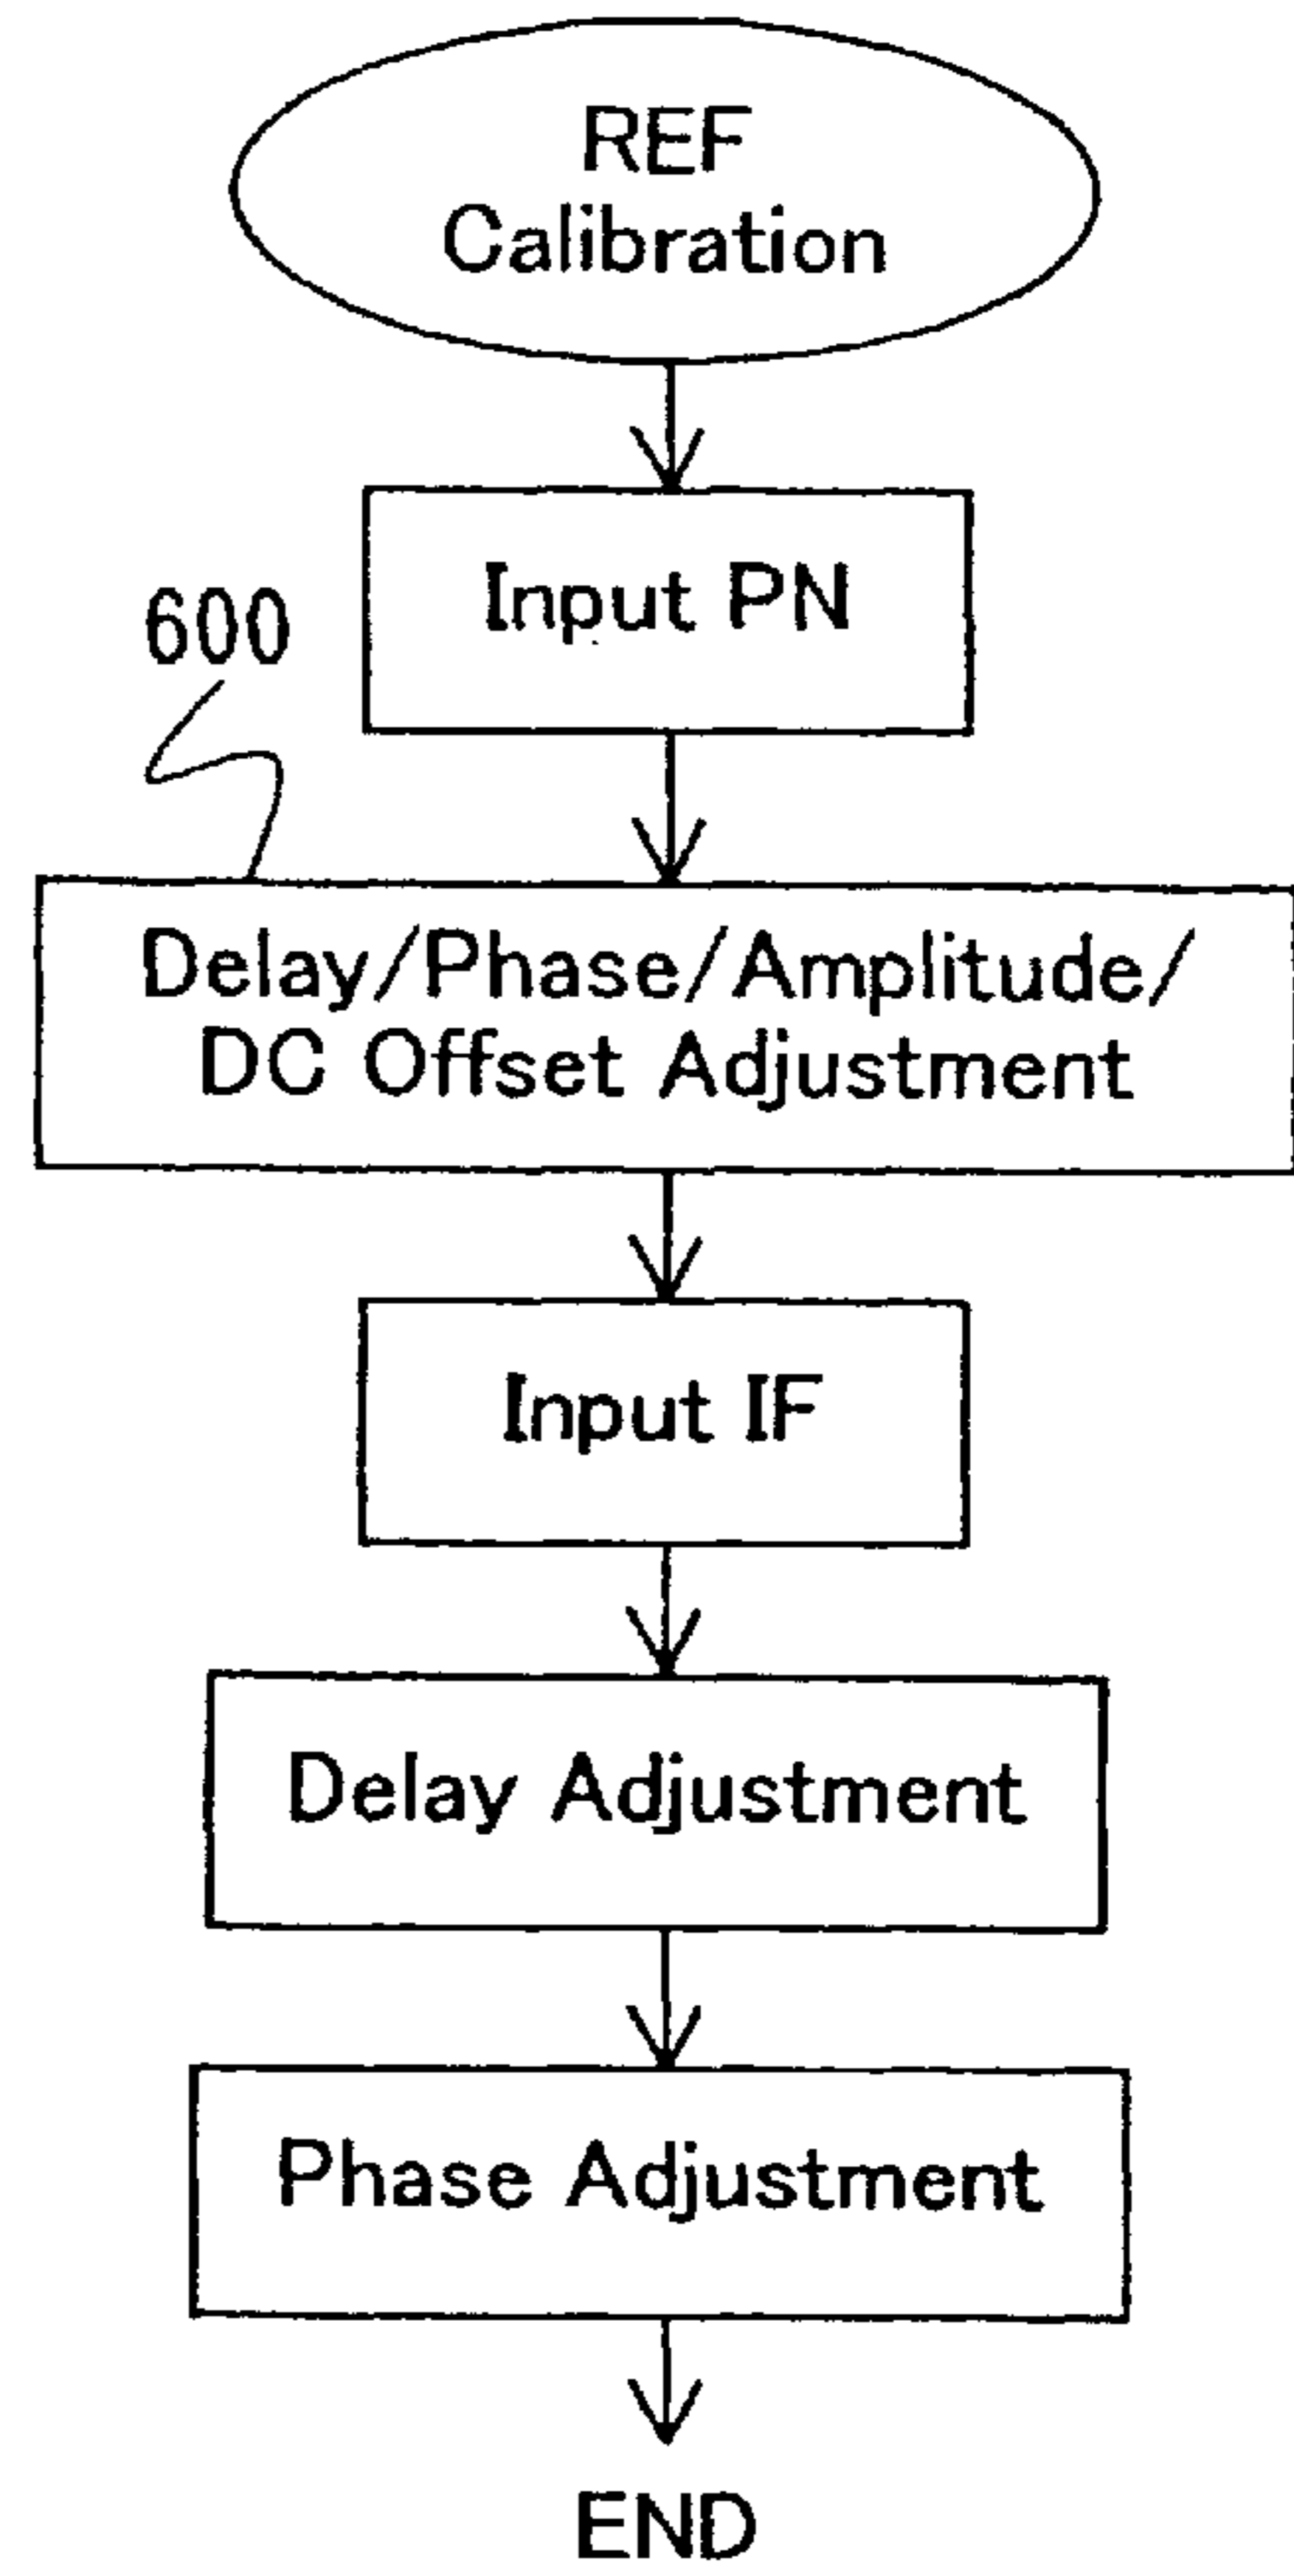 REF
Calibration
Input PN
600
Delay/Phase/Amplitude/
DC Offset Adjustment
Input IF
Delay Adjustment
Phase Adjustment
END